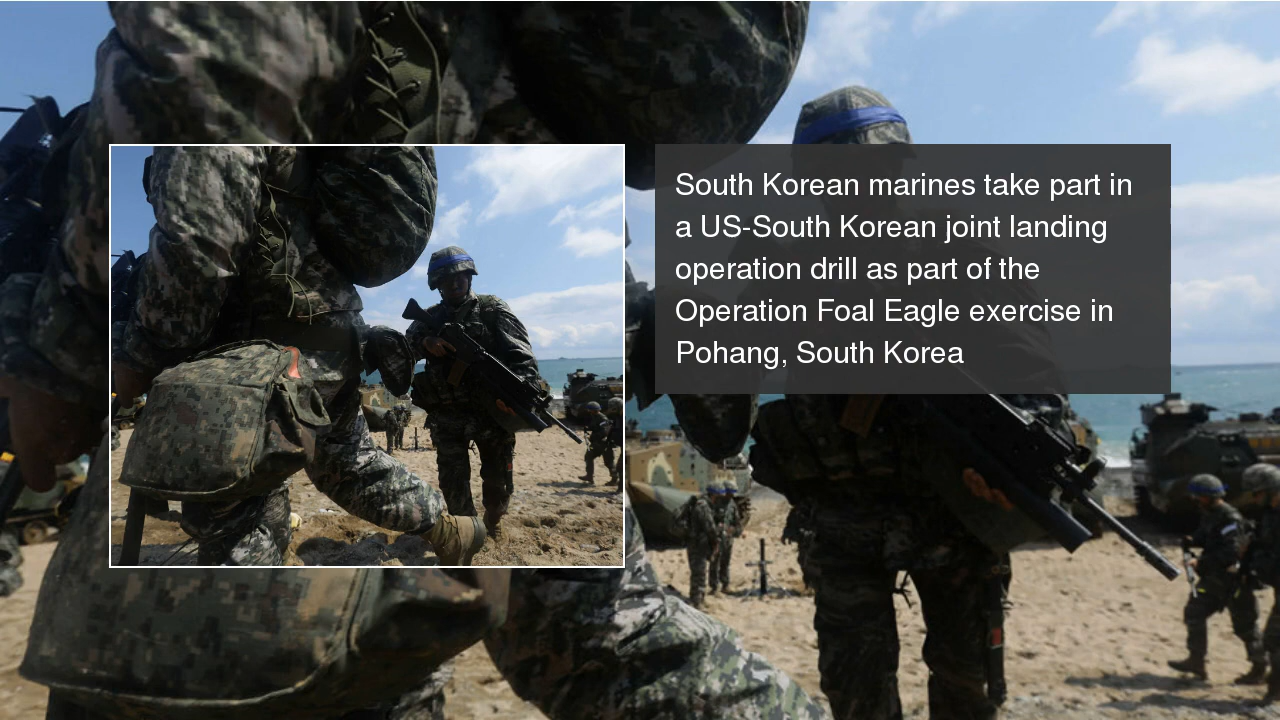 South Korean marines take part in
a US-South Korean joint landing
operation drill as part of the
Operation Foal Eagle exercise in
Pohang, South Korea